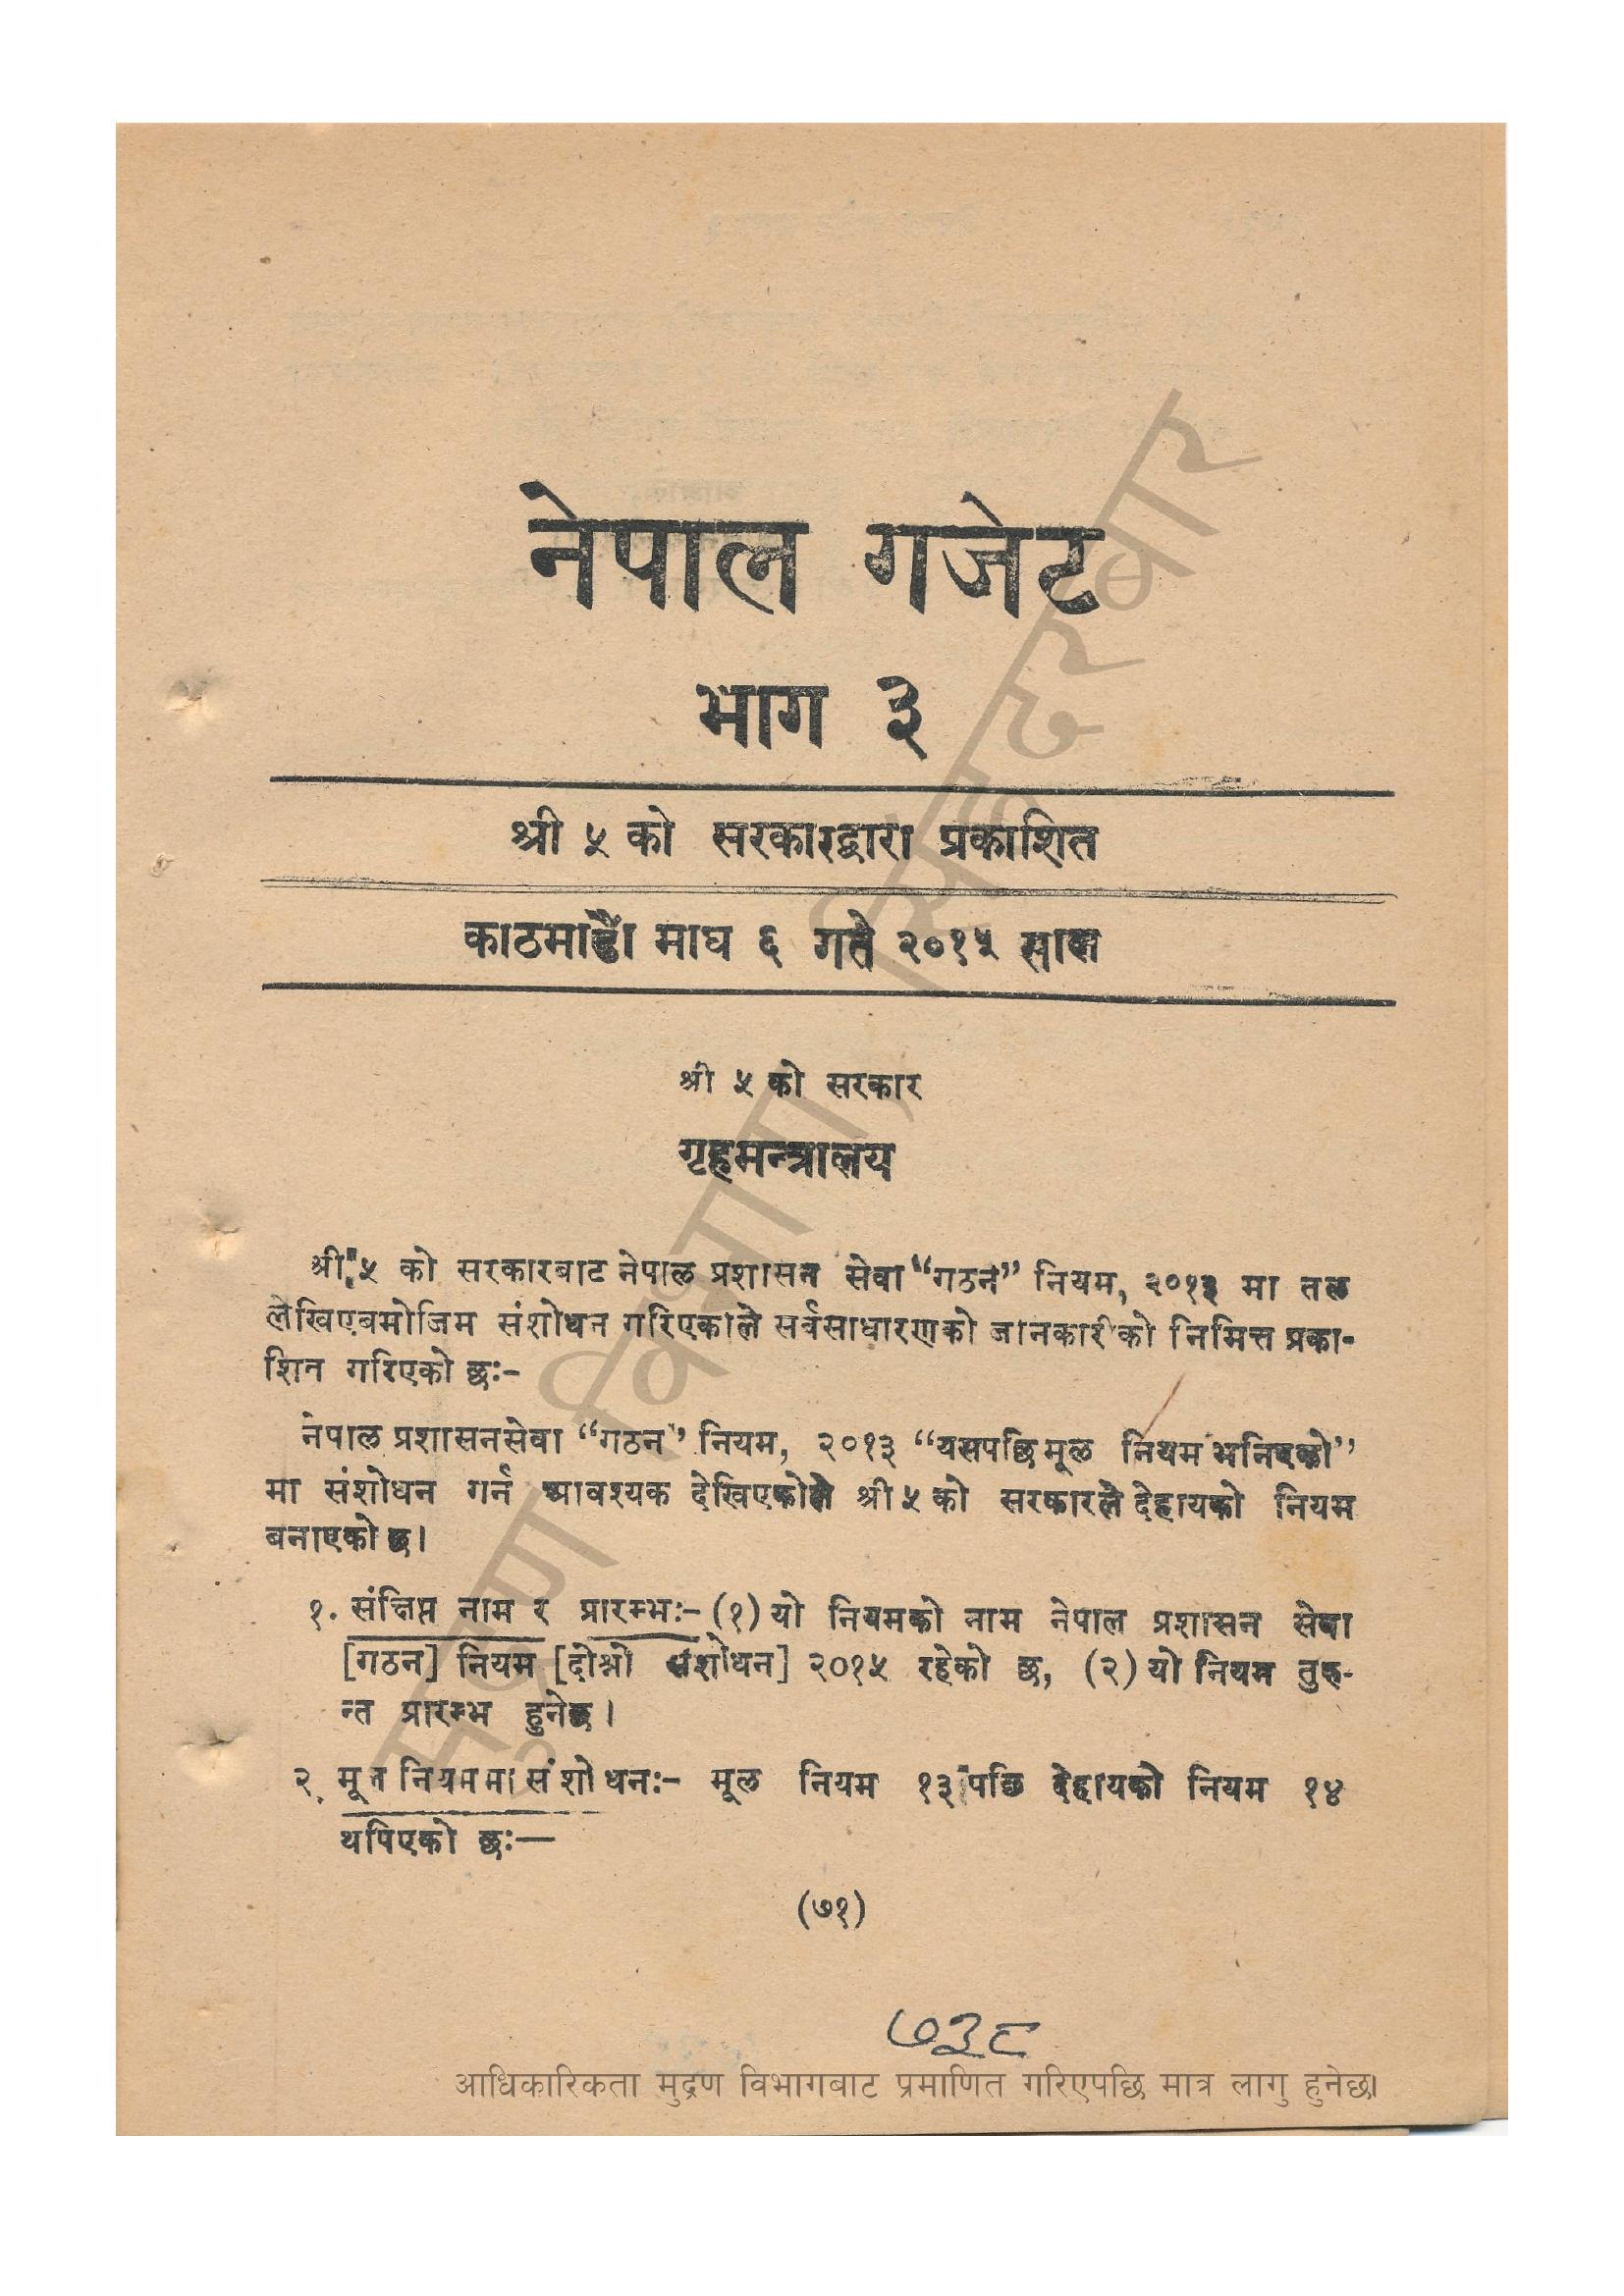 नेपाल गजेट
भाग ३
श्री ५ को सरकारद्वारा प्रकाशित
काठमाडौं माघ ६ गते २०१५ साल
श्री ५ को सरकार
गृहमन्त्रालय
श्री ५ को सरकारबाट नेपाल प्रशासन सेवा “गठन” नियम, २०१३ मा तल
लेखिएबमोजिम संशोधन गरिएकाले सर्वसाधारणको जानकारीको निमित्त प्रका-
शित गरिएको छः-
नेपाल प्रशासनसेवा “गठन” नियम, २०१३ “यसपछि मूल नियम भनिएको”
मा संशोधन गर्न आवश्यक देखिएकोले श्री ५ को सरकारले देहायको नियम
बनाएको छ।
१. संक्षिप्त नाम र प्रारम्भः- (१) यो नियमको नाम नेपाल प्रशासन सेवा
[गठन] नियम [दोश्रो संशोधन] २०१५ रहेको छ, (२) यो नियम तुरु-
न्त प्रारम्भ हुनेछ।
२. मूल नियममा संशोधनः- मूल नियम १३ पछि देहायको नियम १४
थपिएको छः—
(७१)
७३९
आधिकारिकता मुद्रण विभागबाट प्रमाणित गरिएपछि मात्र लागु हुनेछ।
मुद्रण विभाग, सिंहदरबार